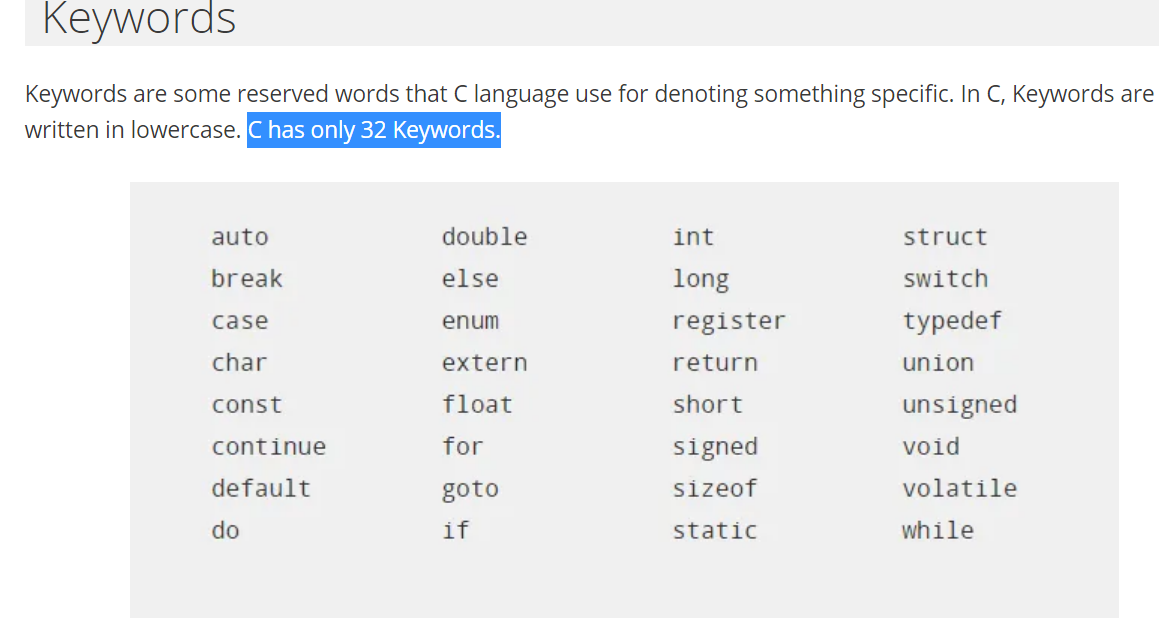 Keywords
Keywords are some reserved words that C language use for denoting something specific. In C, Keywords are
written in lowercase. C has only 32 Keywords.
auto double int struct
break else long switch
case enum register typedef
char extern return union
const float short unsigned
continue for signed void
default goto sizeof volatile
do if static while